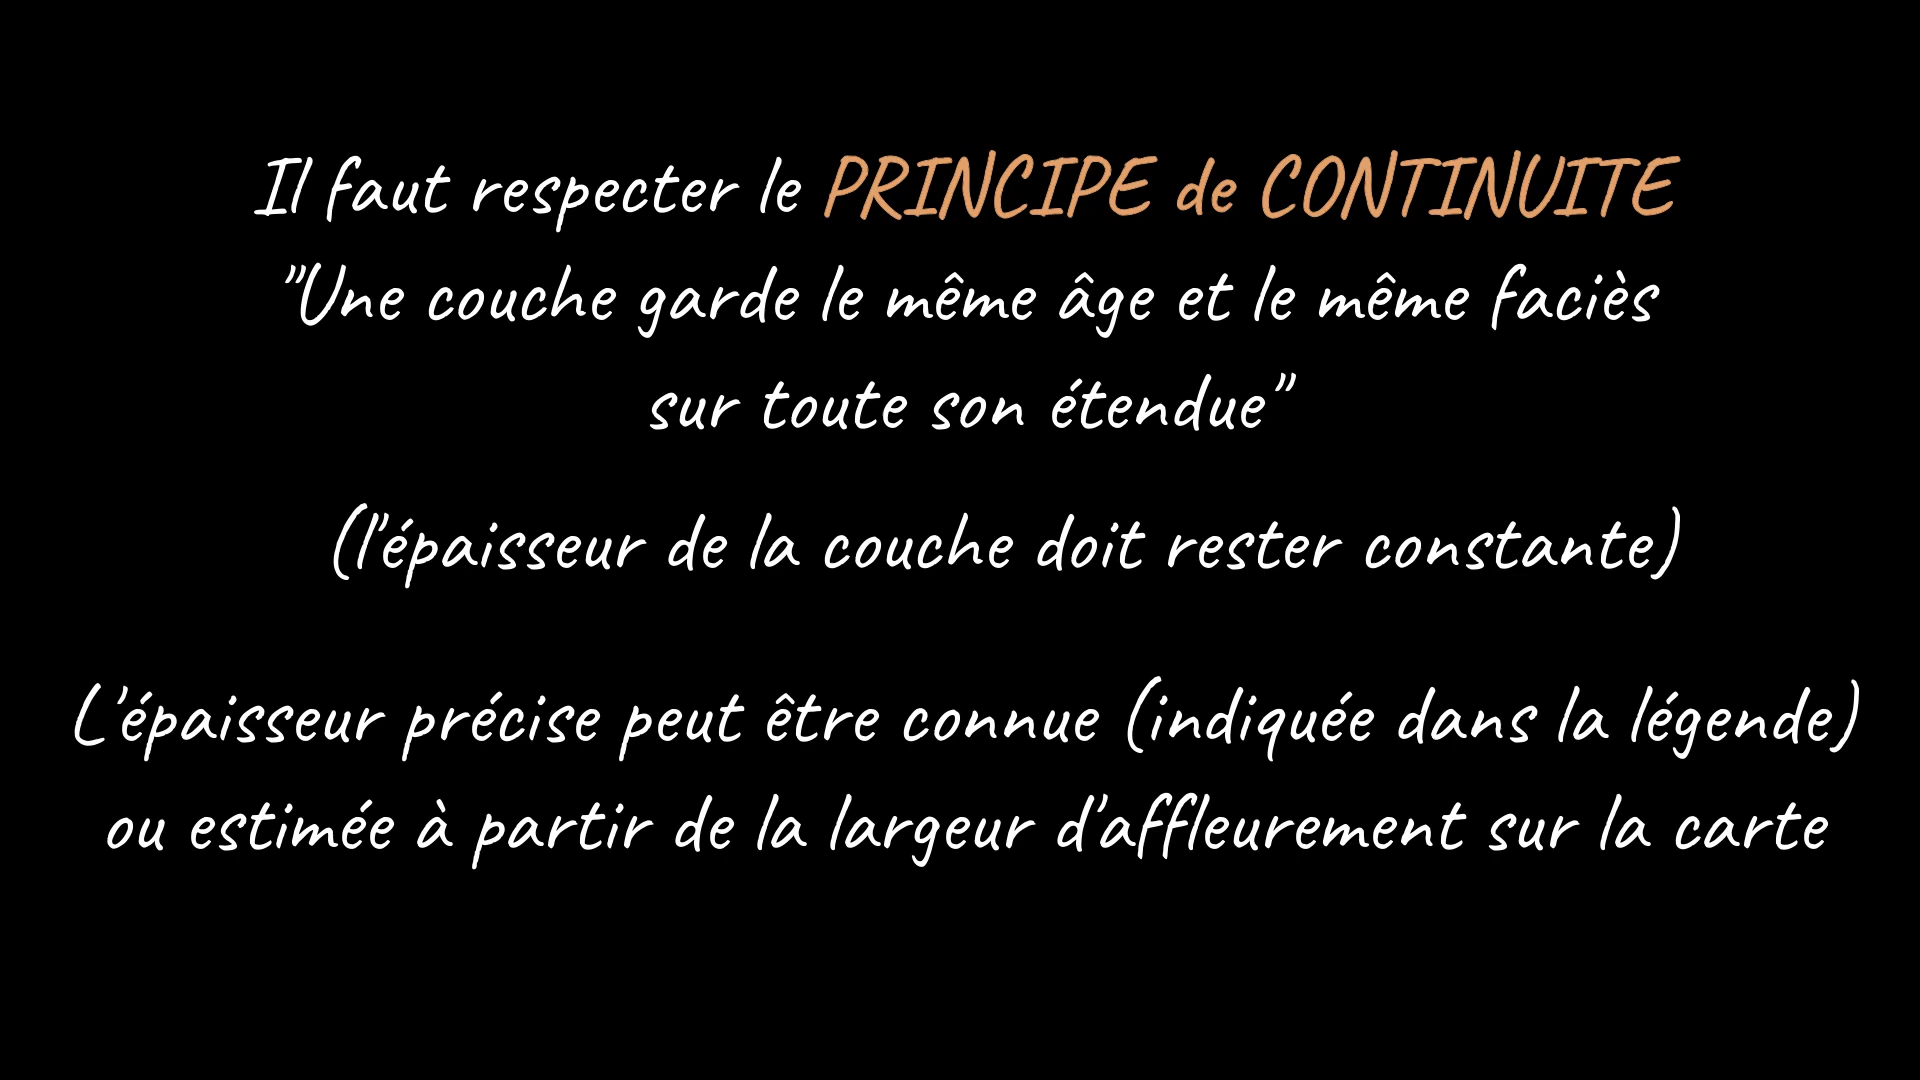 Il faut respecter le PRINCIPE de CONTINUITE
"Une couche garde le même âge et le même faciès
sur toute son étendue"
(l'épaisseur de la couche doit rester constante)
L'épaisseur précise peut être connue (indiquée dans la légende)
ou estimée à partir de la largeur d'affleurement sur la carte